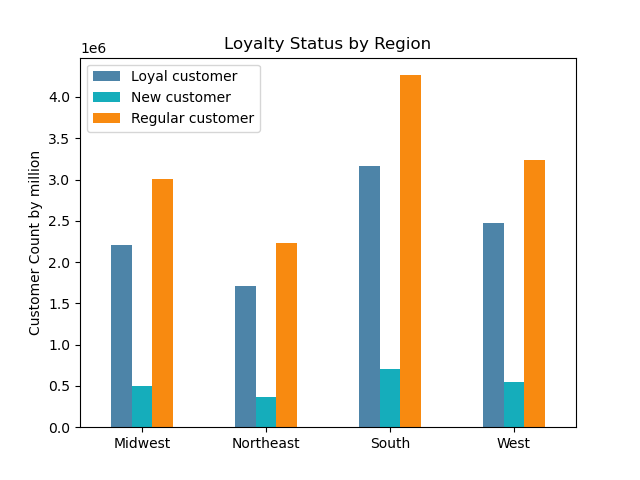 Loyalty Status by Region
1e6
Loyal customer
New customer
Regular customer
Customer Count by million
4.0
3.5
3.0
2.5
2.0
1.5
1.0
0.5
0.0
Midwest Northeast South West